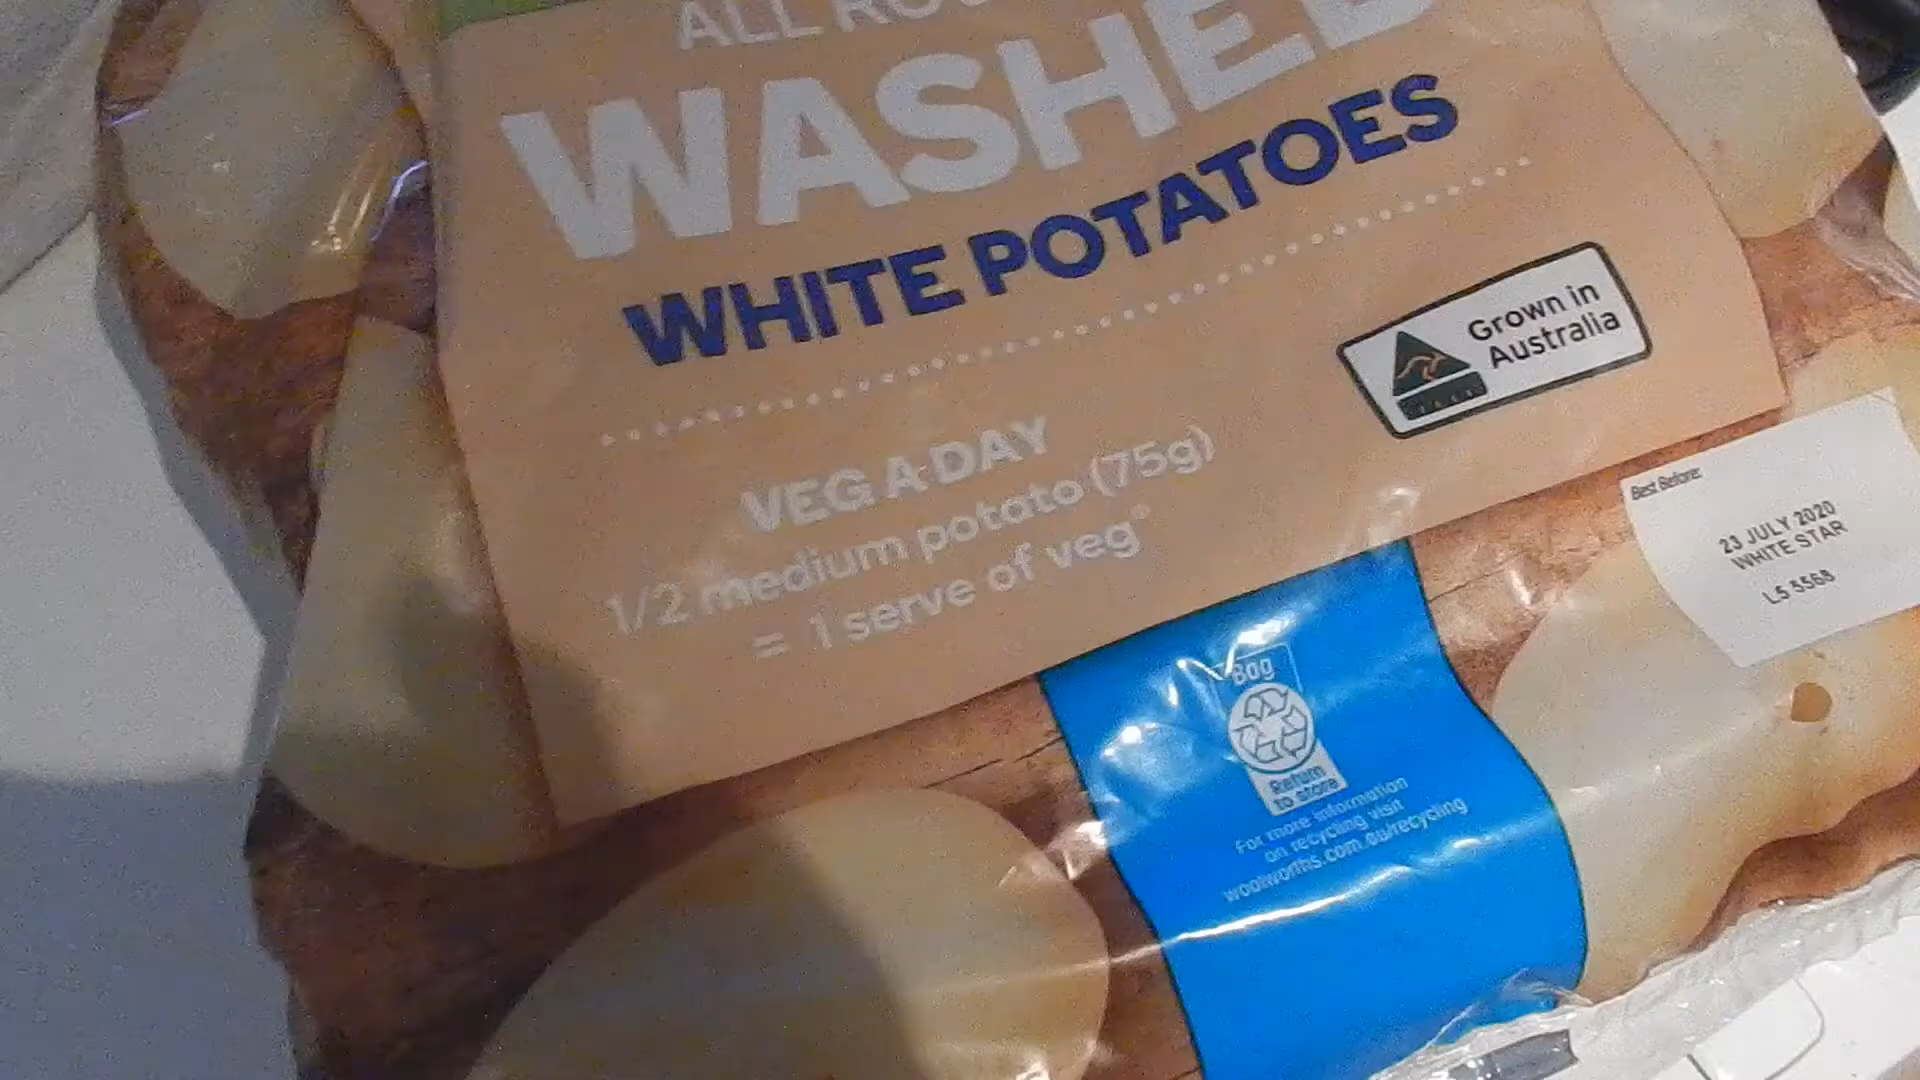 ALL
WASHED
WHITE POTATOES
Grown in
Australia
VEG A DAY
1/2 medium potato (75g)
= 1 serve of veg
Best Before:
23 JULY 2020
WHITE STAR
L5 5568
Bag
Return
to store
For more information
on recycling visit
woolworths.com.au/recycling